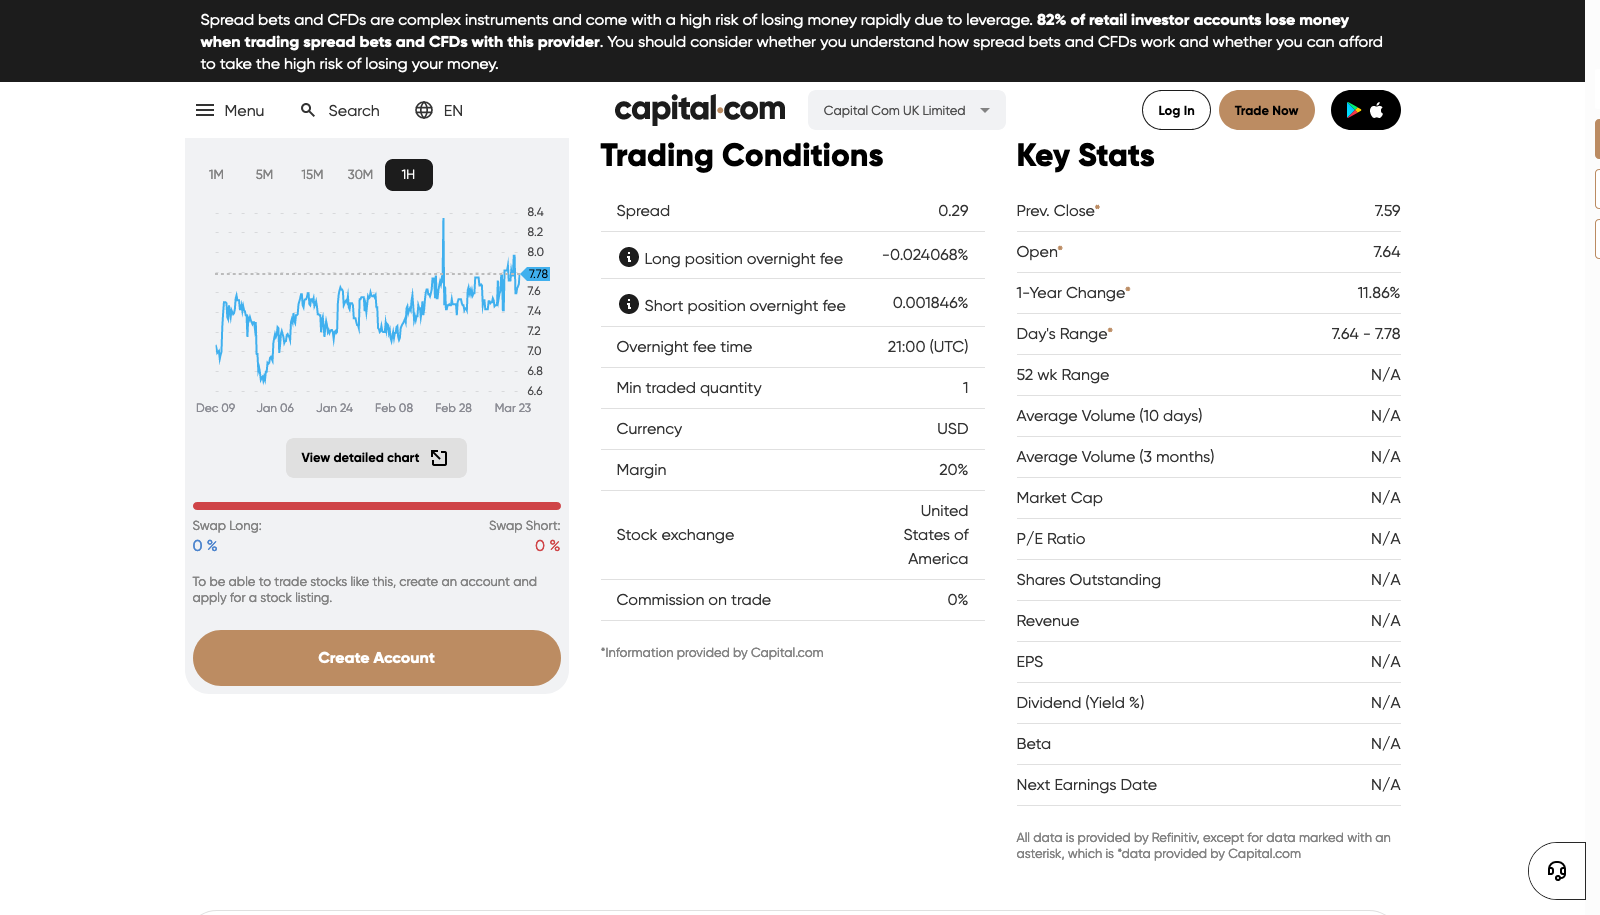 Spread bets and CFDs are complex instruments and come with a high risk of losing money rapidly due to leverage. 82% of retail investor accounts lose money
when trading spread bets and CFDs with this provider. You should consider whether you understand how spread bets and CFDs work and whether you can afford
to take the high risk of losing your money.
Menu Search EN capital.com Capital Com UK Limited Log In Trade Now
1M 5M 15M 30M 1H
8.4
8.2
8.0
7.78
7.6
7.4
7.2
7.0
6.8
6.6
Dec 09 Jan 06 Jan 24 Feb 08 Feb 28 Mar 23
View detailed chart
Swap Long: Swap Short:
0 % 0 %
To be able to trade stocks like this, create an account and
apply for a stock listing.
Create Account
Trading Conditions
Spread 0.29
Long position overnight fee -0.024068%
Short position overnight fee 0.001846%
Overnight fee time 21:00 (UTC)
Min traded quantity 1
Currency USD
Margin 20%
Stock exchange United
States of
America
Commission on trade 0%
*Information provided by Capital.com
Key Stats
Prev. Close* 7.59
Open* 7.64
1-Year Change* 11.86%
Day's Range* 7.64 - 7.78
52 wk Range N/A
Average Volume (10 days) N/A
Average Volume (3 months) N/A
Market Cap N/A
P/E Ratio N/A
Shares Outstanding N/A
Revenue N/A
EPS N/A
Dividend (Yield %) N/A
Beta N/A
Next Earnings Date N/A
All data is provided by Refinitiv, except for data marked with an
asterisk, which is *data provided by Capital.com